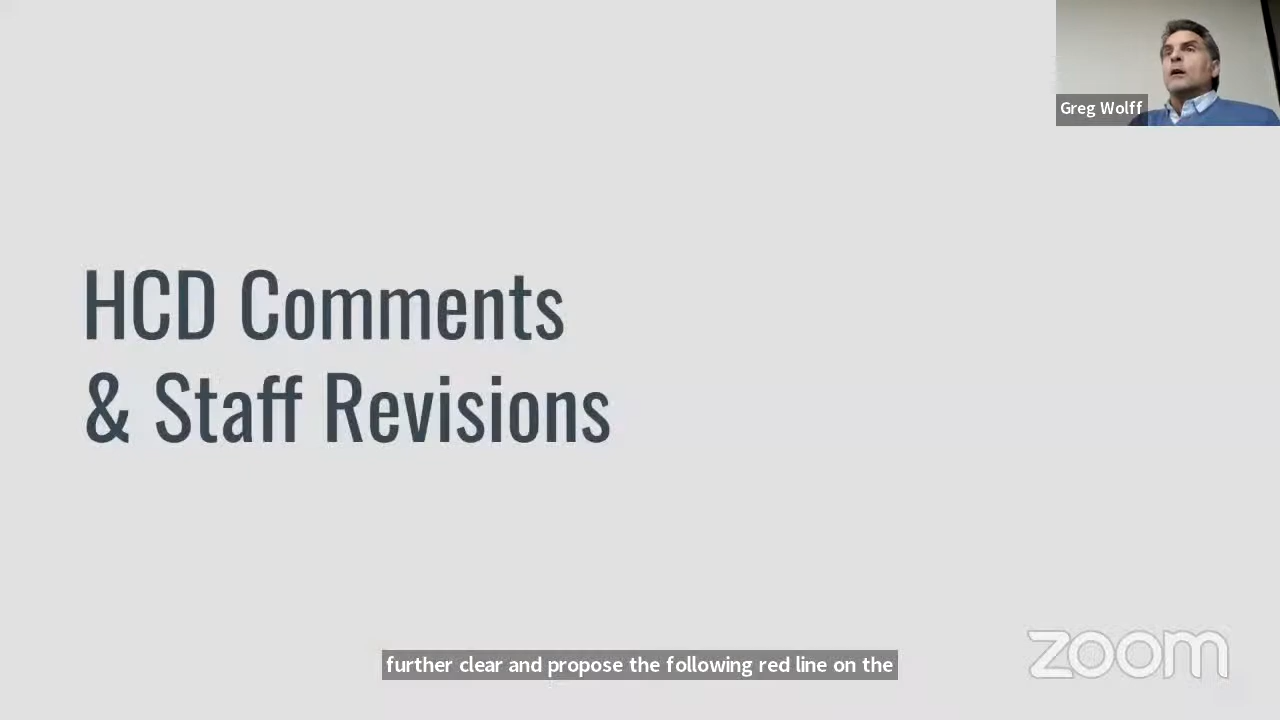 Greg Wolff
HCD Comments
& Staff Revisions
further clear and propose the following red line on the
zoom